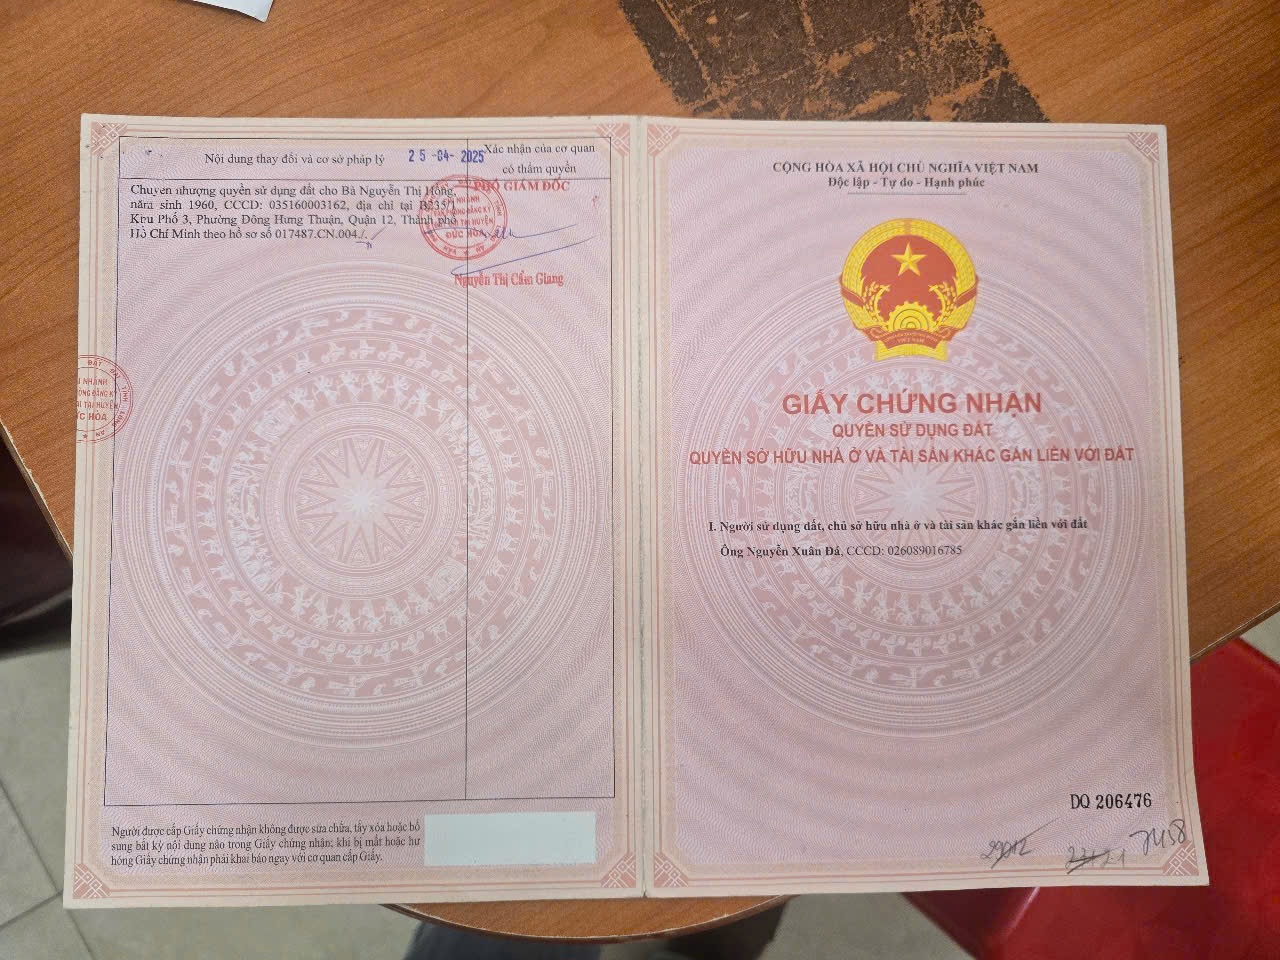 Nội dung thay đổi và cơ sở pháp lý
25-04-2025
Xác nhận của cơ quan
có thẩm quyền
Chuyển nhượng quyền sử dụng đất cho Bà Nguyễn Thị Hồng,
năm sinh 1960, CCCD: 035160003162, địa chỉ tại B235/1
Khu Phố 3, Phường Đông Hưng Thuận, Quận 12, Thành phố
Hồ Chí Minh theo hồ sơ số 017487.CN.004./.
PHÓ GIÁM ĐỐC
ĐỨC HÒA
Nguyễn Thị Cẩm Giang
Người được cấp Giấy chứng nhận không được sửa chữa, tẩy xóa hoặc bổ
sung bất kỳ nội dung nào trong Giấy chứng nhận; khi bị mất hoặc hư
hỏng Giấy chứng nhận phải khai báo ngay với cơ quan cấp Giấy.
CỘNG HÒA XÃ HỘI CHỦ NGHĨA VIỆT NAM
Độc lập - Tự do - Hạnh phúc
VIỆT NAM
GIẤY CHỨNG NHẬN
QUYỀN SỬ DỤNG ĐẤT
QUYỀN SỞ HỮU NHÀ Ở VÀ TÀI SẢN KHÁC GẮN LIỀN VỚI ĐẤT
I. Người sử dụng đất, chủ sở hữu nhà ở và tài sản khác gắn liền với đất
Ông Nguyễn Xuân Đá, CCCD: 026089016785
DQ 206476
7458